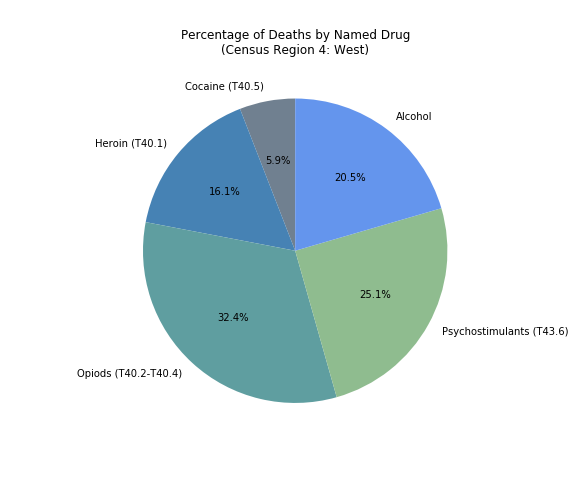 Percentage of Deaths by Named Drug
(Census Region 4: West)
Cocaine (T40.5)
Alcohol
Heroin (T40.1)
5.9%
20.5%
16.1%
25.1%
32.4%
Psychostimulants (T43.6)
Opiods (T40.2-T40.4)